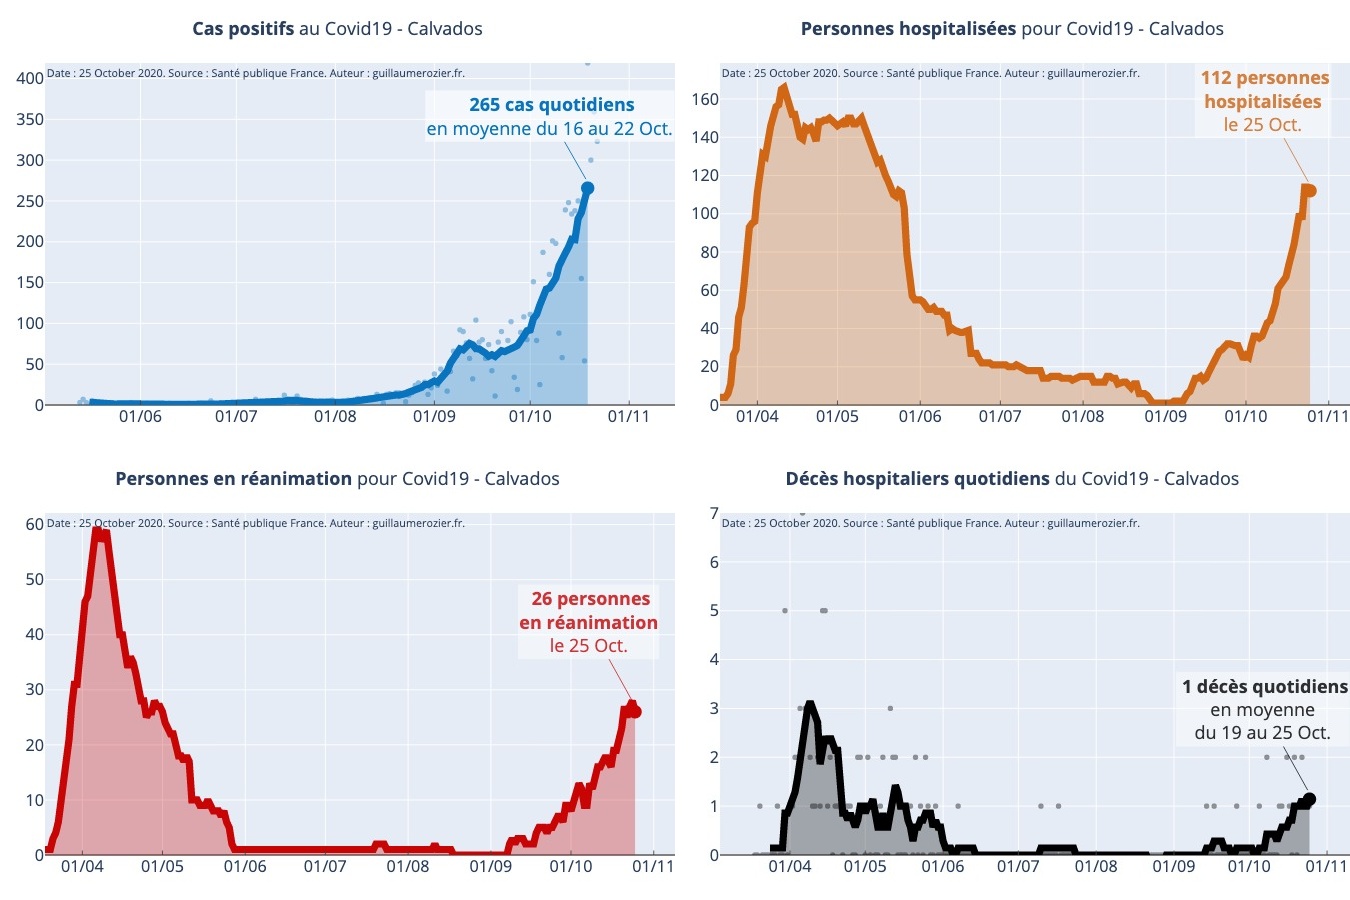 Cas positifs au Covid19 - Calvados
Date : 25 October 2020. Source : Santé publique France. Auteur : guillaumerozier.fr.
265 cas quotidiens
en moyenne du 16 au 22 Oct.
400
350
300
250
200
150
100
50
0
01/06 01/07 01/08 01/09 01/10 01/11
Personnes hospitalisées pour Covid19 - Calvados
Date : 25 October 2020. Source : Santé publique France. Auteur : guillaumerozier.fr.
112 personnes
hospitalisées
le 25 Oct.
160
140
120
100
80
60
40
20
0
01/04 01/05 01/06 01/07 01/08 01/09 01/10 01/11
Personnes en réanimation pour Covid19 - Calvados
Date : 25 October 2020. Source : Santé publique France. Auteur : guillaumerozier.fr.
26 personnes
en réanimation
le 25 Oct.
60
50
40
30
20
10
0
01/04 01/05 01/06 01/07 01/08 01/09 01/10 01/11
Décès hospitaliers quotidiens du Covid19 - Calvados
Date : 25 October 2020. Source : Santé publique France. Auteur : guillaumerozier.fr.
1 décès quotidiens
en moyenne
du 19 au 25 Oct.
7
6
5
4
3
2
1
0
01/04 01/05 01/06 01/07 01/08 01/09 01/10 01/11